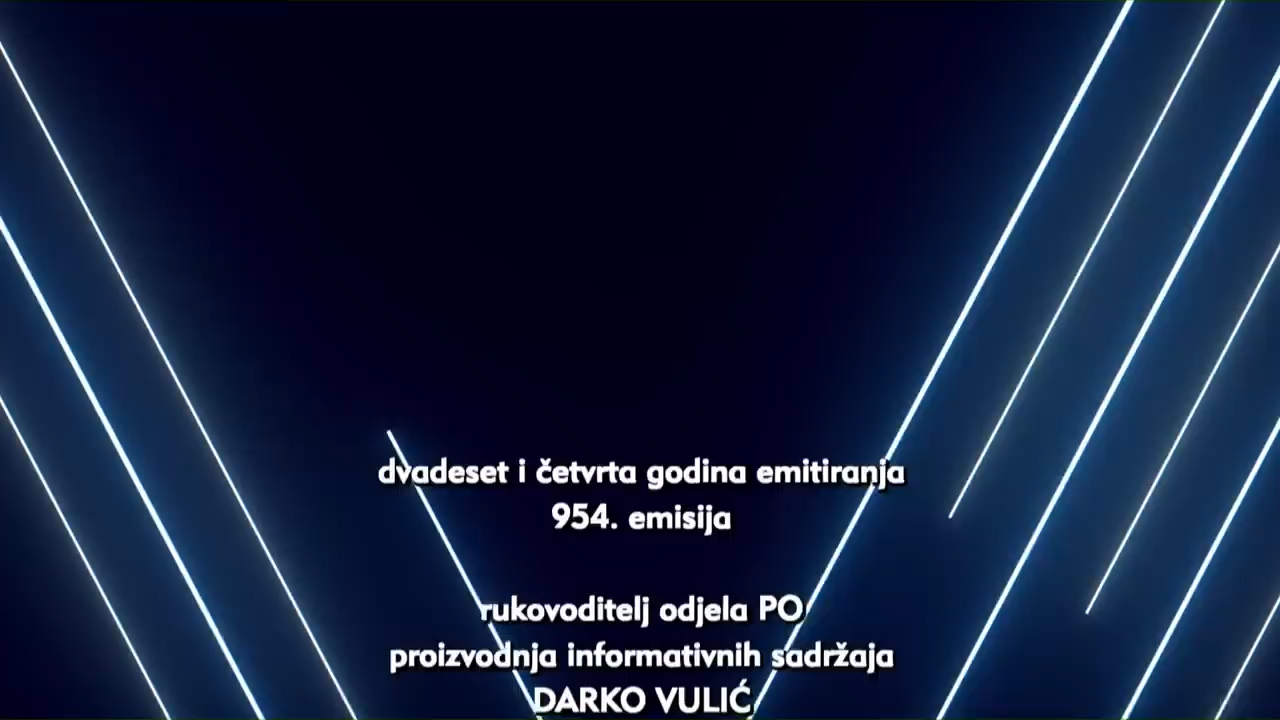 dvadeset i četvrta godina emitiranja
954. emisija
rukovoditelj odjela PO
proizvodnja informativnih sadržaja
DARKO VULIĆ